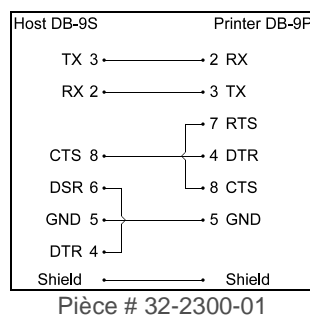 Host DB-9S Printer DB-9P
TX 3 2 RX
RX 2 3 TX
7 RTS
CTS 8 4 DTR
DSR 6 8 CTS
GND 5 5 GND
DTR 4
Shield Shield
Pièce # 32-2300-01